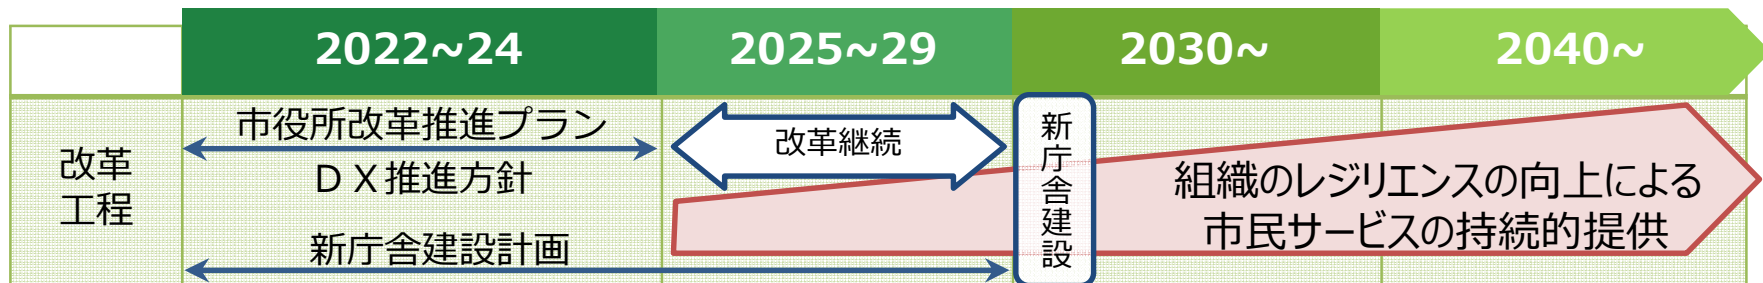 2022~24
2025~29
2030~
2040~
改革
工程
市役所改革推進プラン
ＤＸ推進方針
新庁舎建設計画
改革継続
新庁舎建設
組織のレジリエンスの向上による
市民サービスの持続的提供